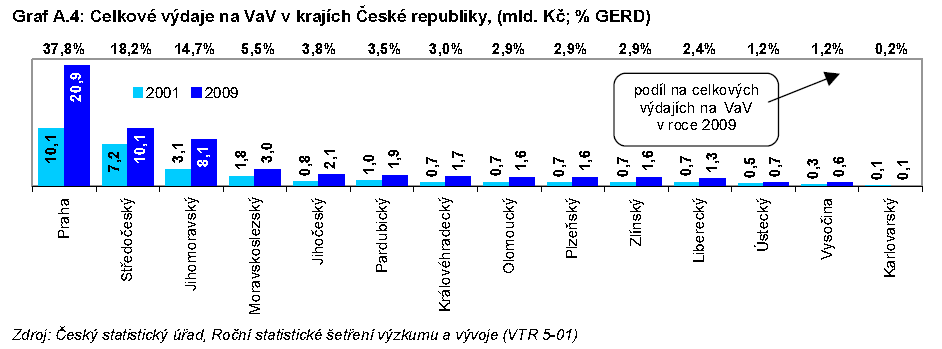 Graf A.4: Celkové výdaje na VaV v krajích České republiky, (mld. Kč; % GERD)
37,8% 18,2% 14,7% 5,5% 3,8% 3,5% 3,0% 2,9% 2,9% 2,9% 2,4% 1,2% 1,2% 0,2%
2001 2009
podíl na celkových
výdajích na VaV
v roce 2009
10,1 20,9 7,2 10,1 3,1 8,1 1,8 3,0 0,8 2,1 1,0 1,9 0,7 1,7 0,7 1,6 0,7 1,6 0,7 1,6 0,7 1,3 0,5 0,7 0,3 0,6 0,1 0,1
Praha
Středočeský
Jihomoravský
Moravskoslezský
Jihočeský
Pardubický
Královéhradecký
Olomoucký
Plzeňský
Zlínský
Liberecký
Ústecký
Vysočina
Karlovarský
Zdroj: Český statistický úřad, Roční statistické šetření výzkumu a vývoje (VTR 5-01)